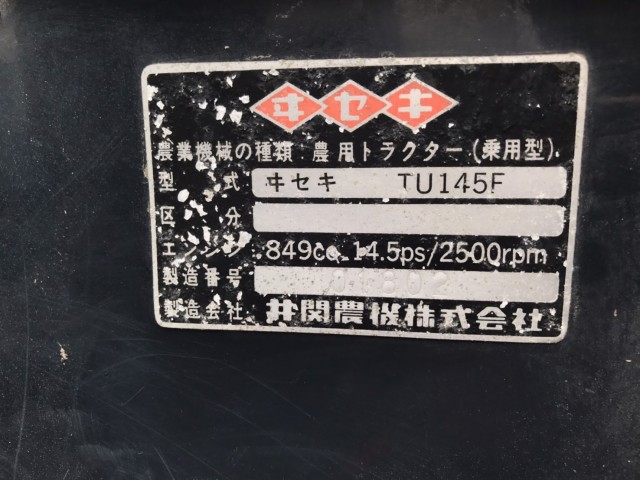 ヰセキ
農業機械の種類 農用トラクター(乗用型)
型式 ヰセキ TU145F
区分
エンジン 849cc 14.5ps/2500rpm
製造番号
製造会社 井関農機株式会社